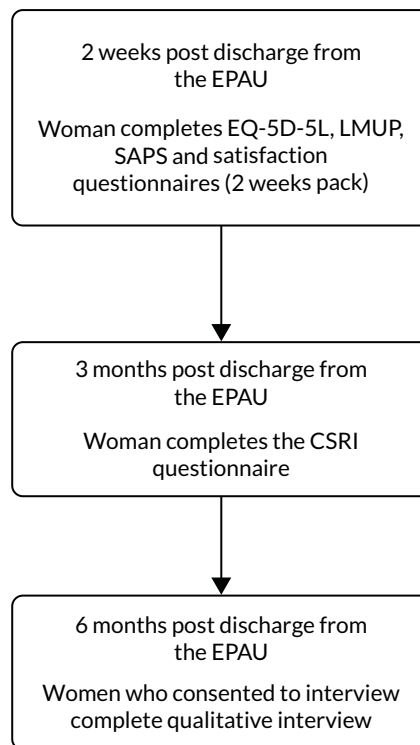 2 weeks post discharge from
the EPAU
Woman completes EQ-5D-5L, LMUP,
SAPS and satisfaction
questionnaires (2 weeks pack)
3 months post discharge from
the EPAU
Woman completes the CSRI
questionnaire
6 months post discharge from
the EPAU
Women who consented to interview
complete qualitative interview